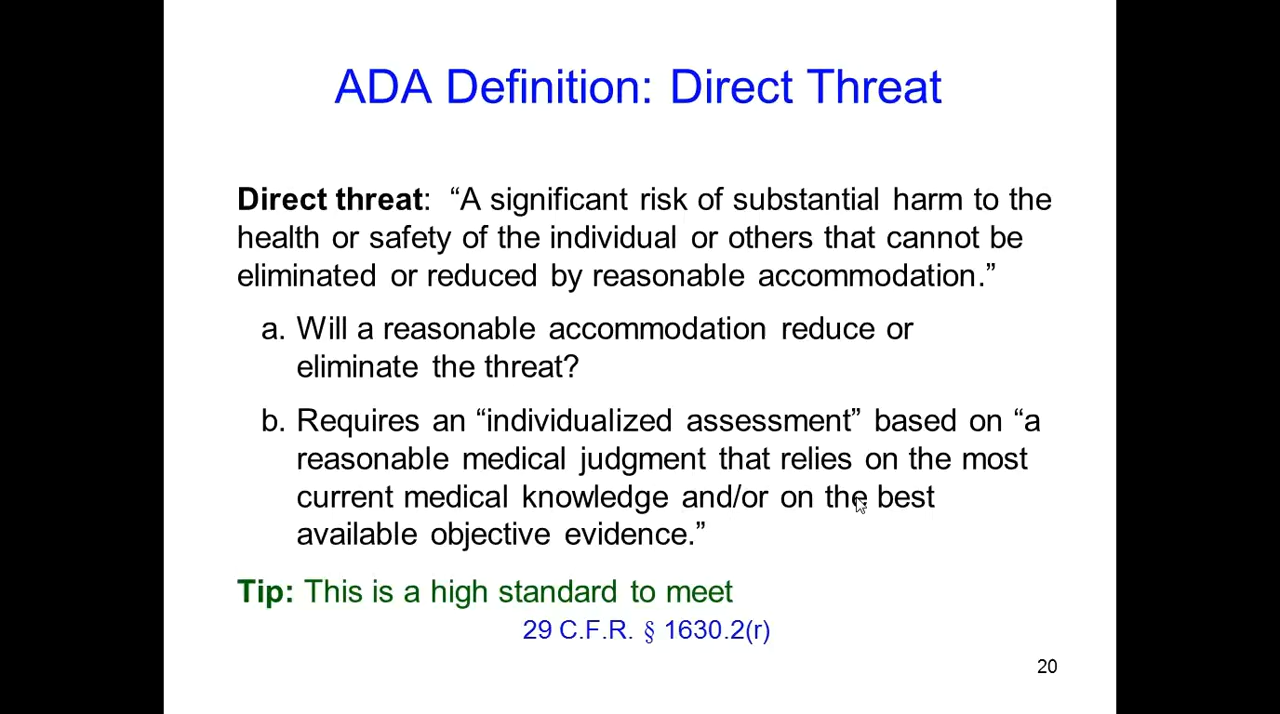 ADA Definition: Direct Threat
Direct threat: “A significant risk of substantial harm to the
health or safety of the individual or others that cannot be
eliminated or reduced by reasonable accommodation.”
a. Will a reasonable accommodation reduce or
eliminate the threat?
b. Requires an “individualized assessment” based on “a
reasonable medical judgment that relies on the most
current medical knowledge and/or on the best
available objective evidence.”
Tip: This is a high standard to meet
29 C.F.R. § 1630.2(r)
20